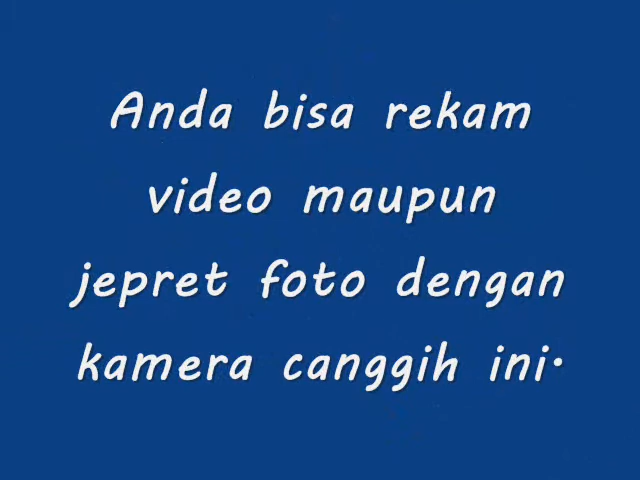 Anda bisa rekam
video maupun
jepret foto dengan
kamera canggih ini.